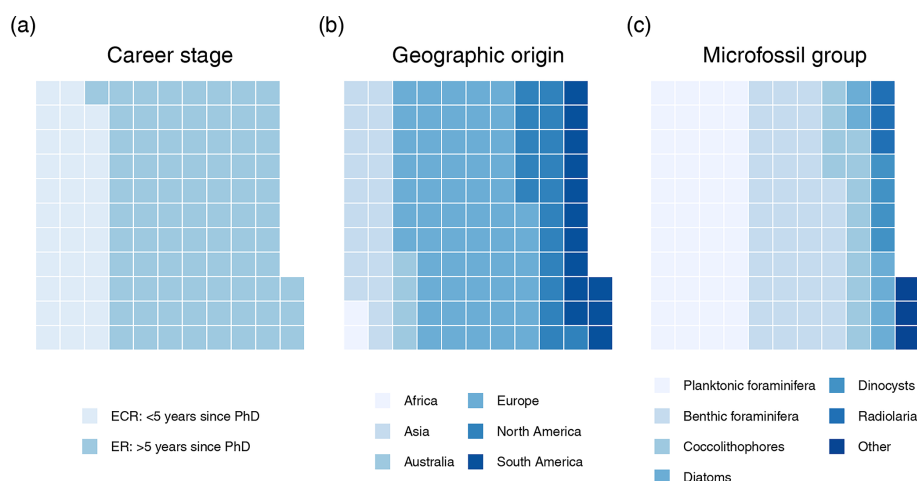 (a)
Career stage
(b)
Geographic origin
(c)
Microfossil group
ECR: <5 years since PhD
ER: >5 years since PhD
Africa
Europe
Asia
North America
Australia
South America
Planktonic foraminifera
Dinocysts
Benthic foraminifera
Radiolaria
Coccolithophores
Other
Diatoms